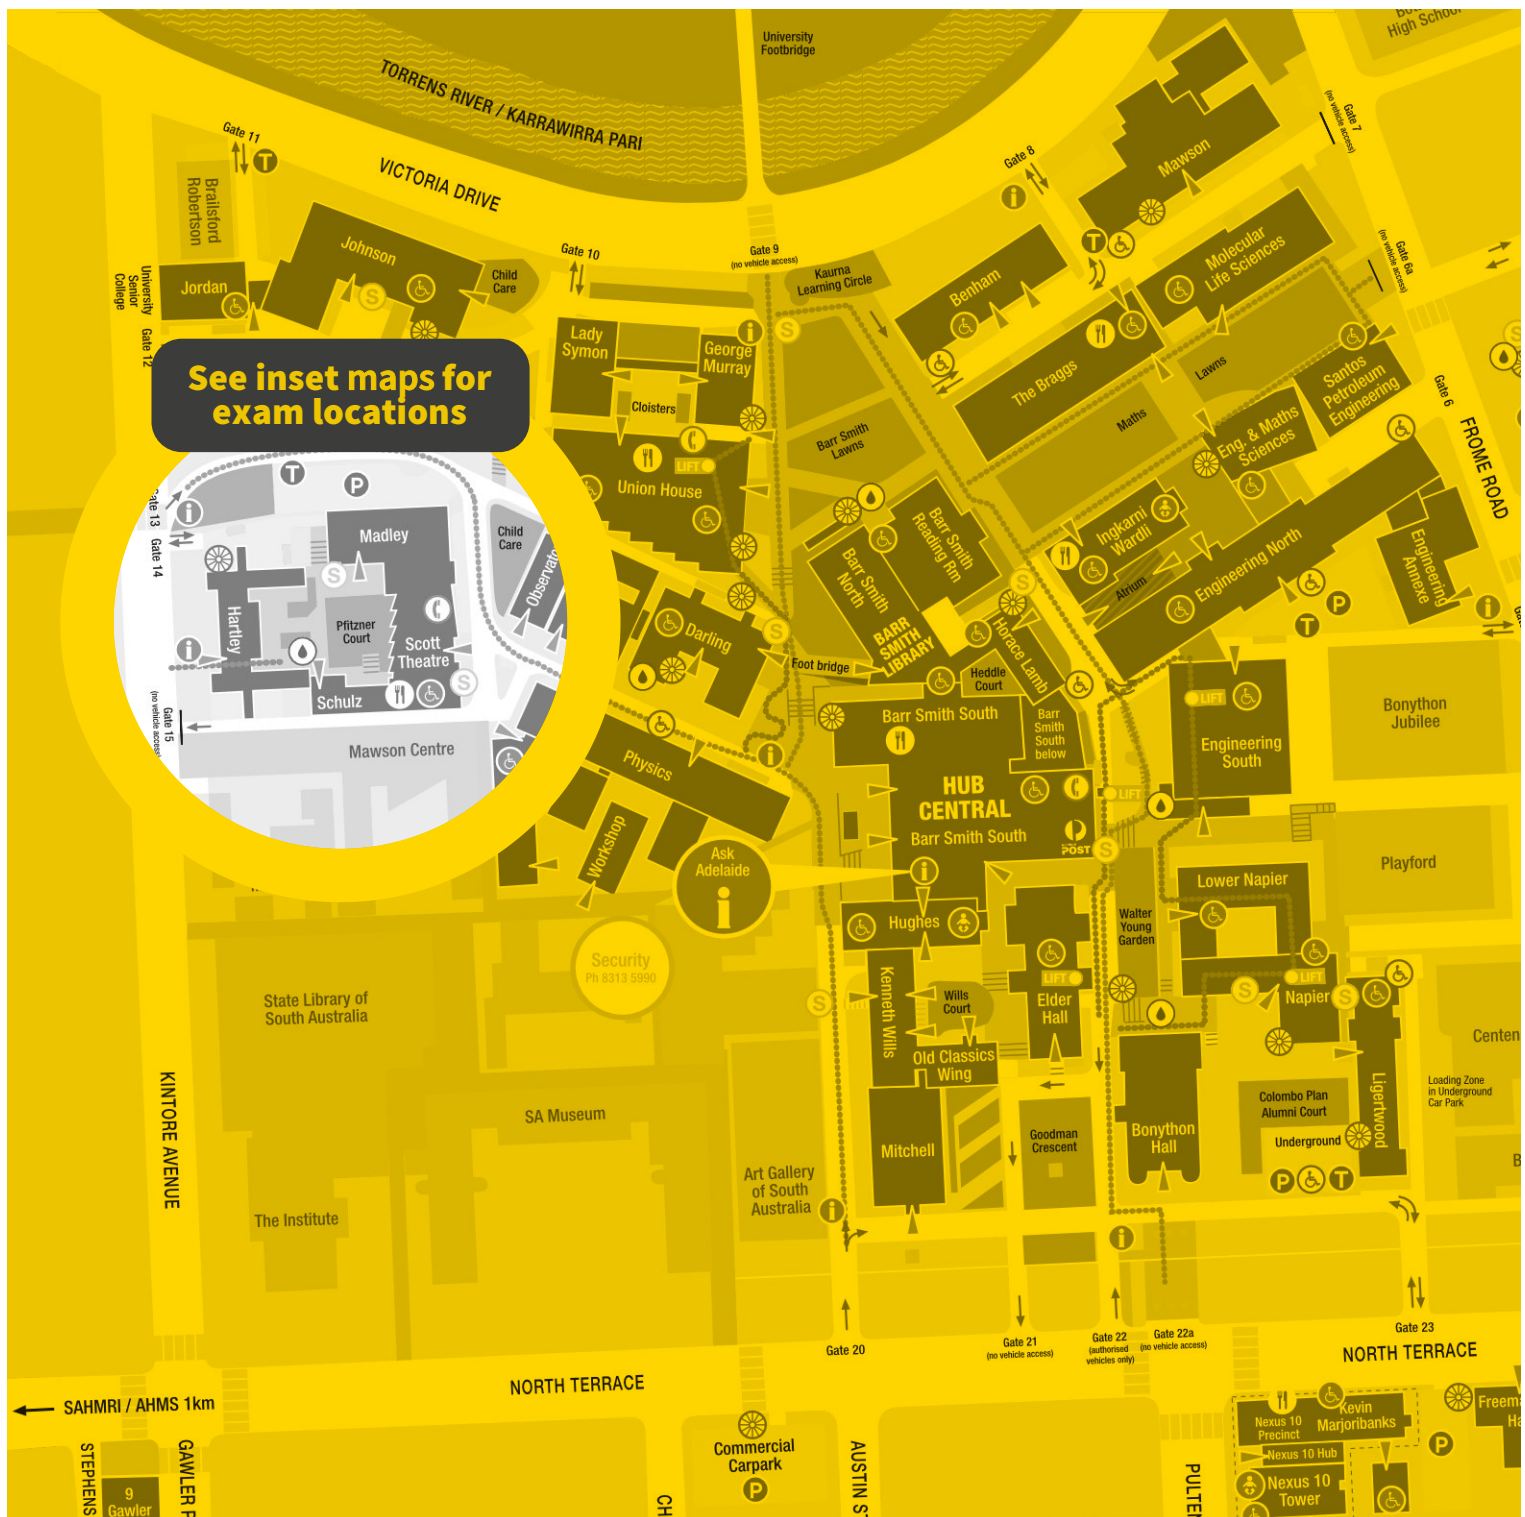 University
Footbridge
High School
TORRENS RIVER / KARRAWIRRA PARI
VICTORIA DRIVE
Gate 11
T
Brailsford
Robertson
Johnson
Jordan
University
Senior
College
Gate 12
Child
Care
S
Gate 10
Gate 9
(no vehicle access)
Kaurna
Learning Circle
Gate 8
i
T
Mawson
Gate 7
(no vehicle access)
Gate 6a
(no vehicle access)
Molecular
Life Sciences
Benham
The Braggs
Lawns
Maths
Santos
Petroleum
Engineering
Eng. & Maths
Sciences
Gate 6
FROME ROAD
S
See inset maps for
exam locations
Lady
Symon
George
Murray
i
S
Cloisters
LIFT
Union House
Barr Smith
Lawns
Barr Smith
Reading Rm
Barr Smith
North
BARR
SMITH
LIBRARY
Ingkarni
Wardli
Atrium
Engineering North
Engineering
Annexe
P
T
i
S
Horace Lamb
Heddle
Court
Gate 13
Gate 14
i
T
P
Madley
Child
Care
S
Hartley
Pfitzner
Court
Scott
Theatre
i
Schulz
S
Gate 15
(no vehicle access)
Mawson Centre
Darling
S
Foot bridge
Physics
i
Workshop
Barr Smith South
Barr
Smith
South
below
HUB
CENTRAL
Barr Smith South
POST
LIFT
S
LIFT
Engineering
South
Bonython
Jubilee
Playford
Ask
Adelaide
i
i
Hughes
Lower Napier
Walter
Young
Garden
LIFT
Napier
S
S
Security
Ph 8313 5990
S
State Library of
South Australia
Kenneth Wills
Wills
Court
Old Classics
Wing
LIFT
Elder
Hall
Ligertwood
Loading Zone
in Underground
Car Park
Colombo Plan
Alumni Court
Underground
P
T
KINTORE AVENUE
SA Museum
The Institute
Art Gallery
of South
Australia
i
Mitchell
Goodman
Crescent
Bonython
Hall
i
Gate 20
Gate 21
(no vehicle access)
Gate 22
(authorised
vehicles only)
Gate 22a
(no vehicle access)
Gate 23
NORTH TERRACE
NORTH TERRACE
SAHMRI / AHMS 1km
STEPHENS
9
Gawler
Commercial
Carpark
P
Nexus 10
Precinct
Kevin
Marjoribanks
Nexus 10 Hub
Nexus 10
Tower
P